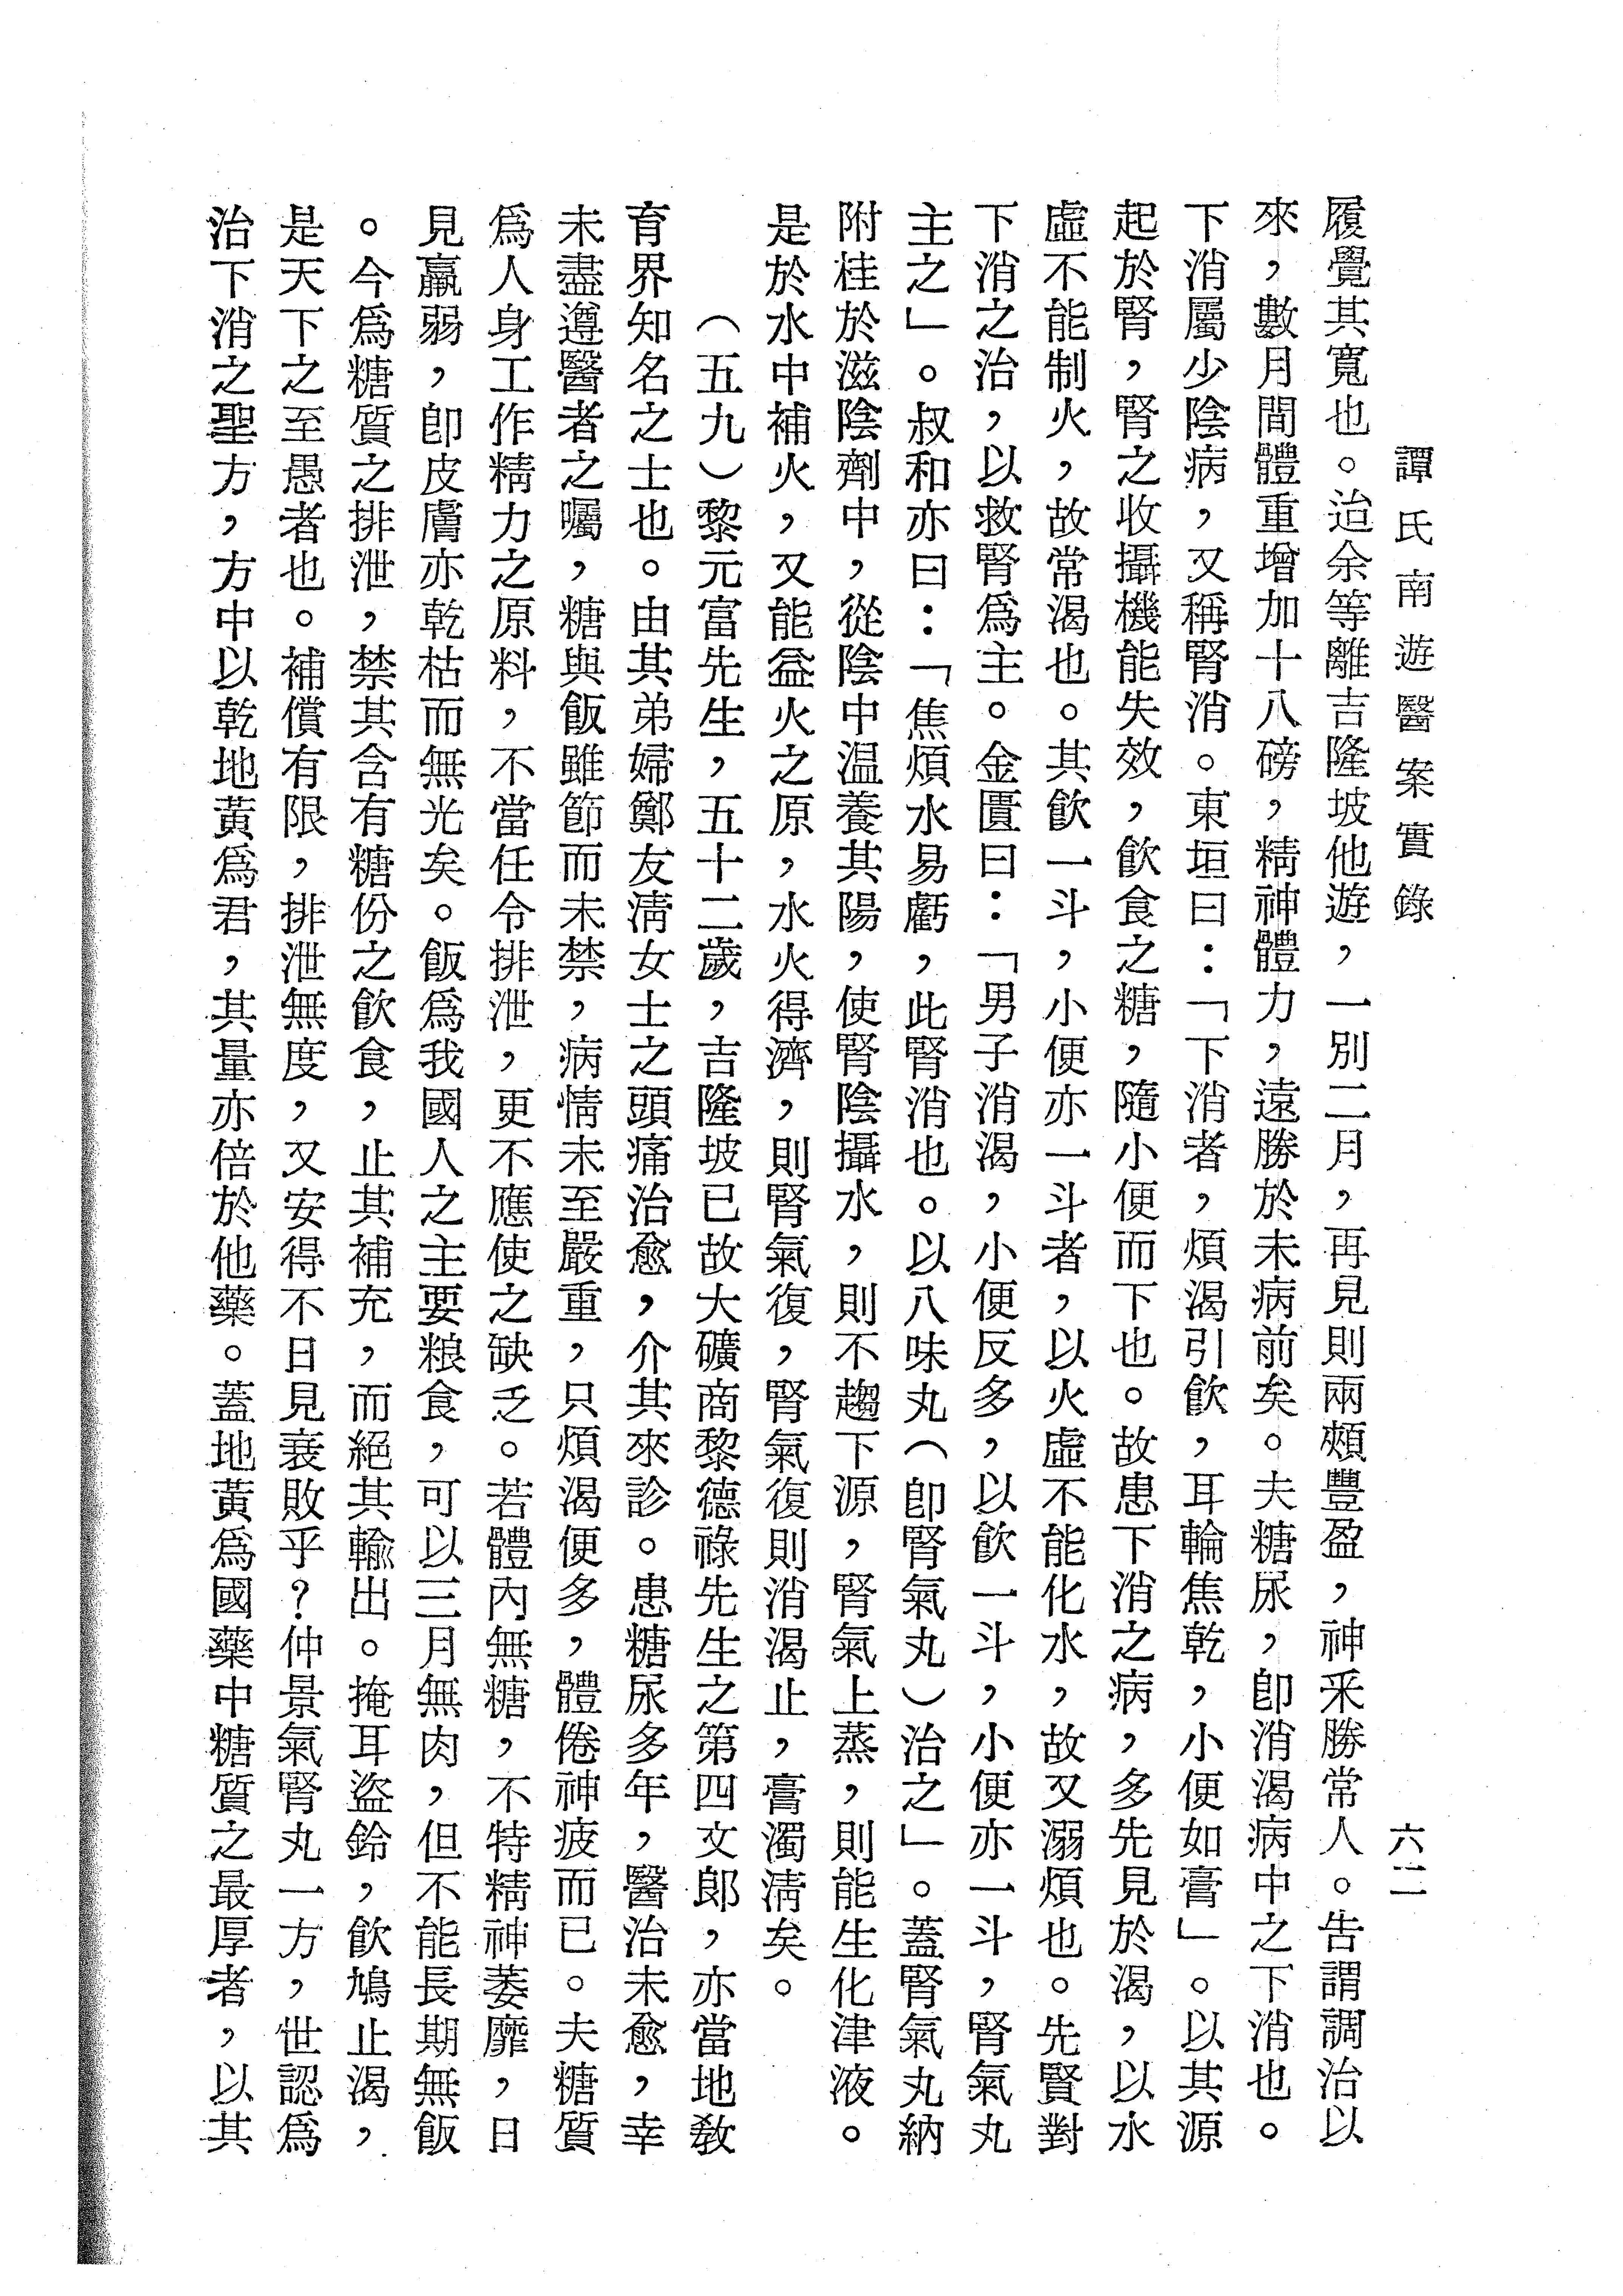 譚氏南遊醫案實錄
六二
履覺其寬也。迨余等離吉隆坡他遊，一別二月，再見則兩頰豐盈，神釆勝常人。告謂調治以
來，數月間體重增加十八磅，精神體力，遠勝於未病前矣。夫糖尿，卽消渴病中之下消也。
下消屬少陰病，又稱腎消。東垣曰：「下消者，煩渴引飲，耳輪焦乾，小便如膏」。以其源
起於腎，腎之收攝機能失效，飲食之糖，隨小便而下也。故患下消之病，多先見於渴，以水
虛不能制火，故常渴也。其飲一斗，小便亦一斗者，以火虛不能化水，故又溺煩也。先賢對
下消之治，以救腎爲主。金匱曰：「男子消渴，小便反多，以飲一斗，小便亦一斗，腎氣丸
主之」。叔和亦曰：「焦煩水易虧，此腎消也。以八味丸（卽腎氣丸）治之」。蓋腎氣丸納
附桂於滋陰劑中，從陰中温養其陽，使腎陰攝水，則不趨下源，腎氣上蒸，則能生化津液。
是於水中補火，又能益火之原，水火得濟，則腎氣復，腎氣復則消渴止，膏濁淸矣。
（五九）黎元富先生，五十二歲，吉隆坡已故大礦商黎德祿先生之第四文郞，亦當地敎
育界知名之士也。由其弟婦鄭友淸女士之頭痛治愈，介其來診。患糖尿多年，醫治未愈，幸
未盡遵醫者之囑，糖與飯雖節而未禁，病情未至嚴重，只煩渴便多，體倦神疲而已。夫糖質
爲人身工作精力之原料，不當任令排泄，更不應使之缺乏。若體內無糖，不特精神萎靡，日
見羸弱，卽皮膚亦乾枯而無光矣。飯爲我國人之主要粮食，可以三月無肉，但不能長期無飯
。今爲糖質之排泄，禁其含有糖份之飲食，止其補充，而絕其輸出。掩耳盜鈴，飲鴆止渴，
是天下之至愚者也。補償有限，排泄無度，又安得不日見衰敗乎？仲景氣腎丸一方，世認爲
治下消之聖方，方中以乾地黃爲君，其量亦倍於他藥。蓋地黃爲國藥中糖質之最厚者，以其